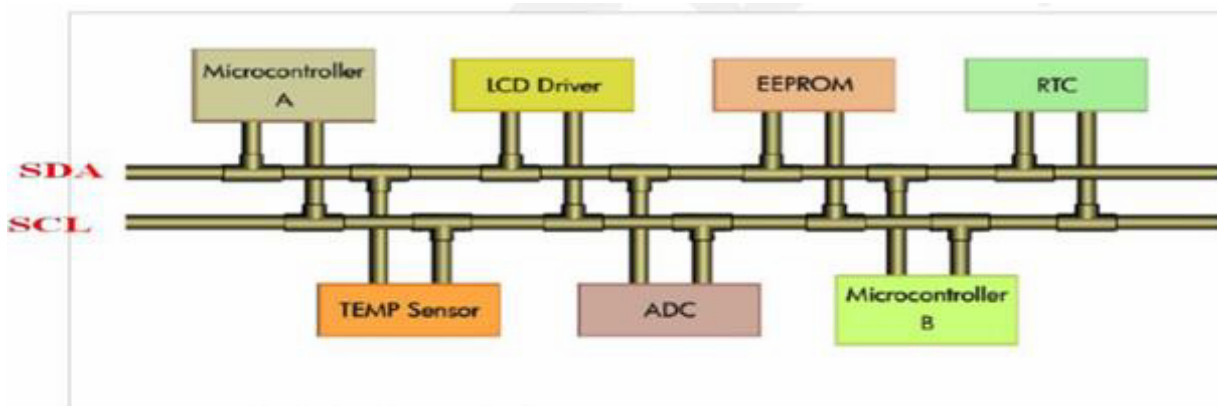 Microcontroller
A
LCD Driver
EEPROM
RTC
SDA
SCL
TEMP Sensor
ADC
Microcontroller
B